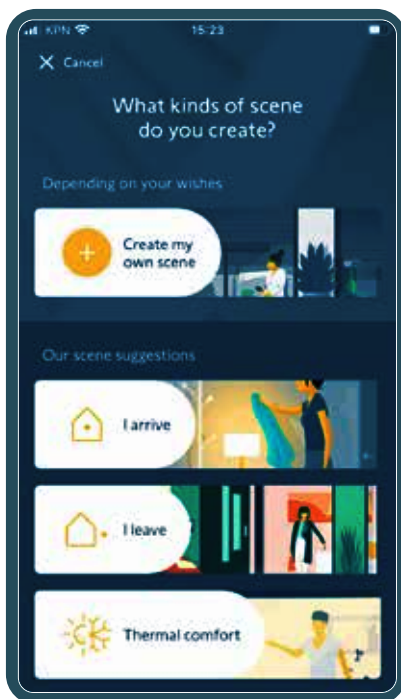 KPN 15:23
Cancel
What kinds of scene
do you create?
Depending on your wishes
Create my
own scene
Our scene suggestions
I arrive
I leave
Thermal comfort